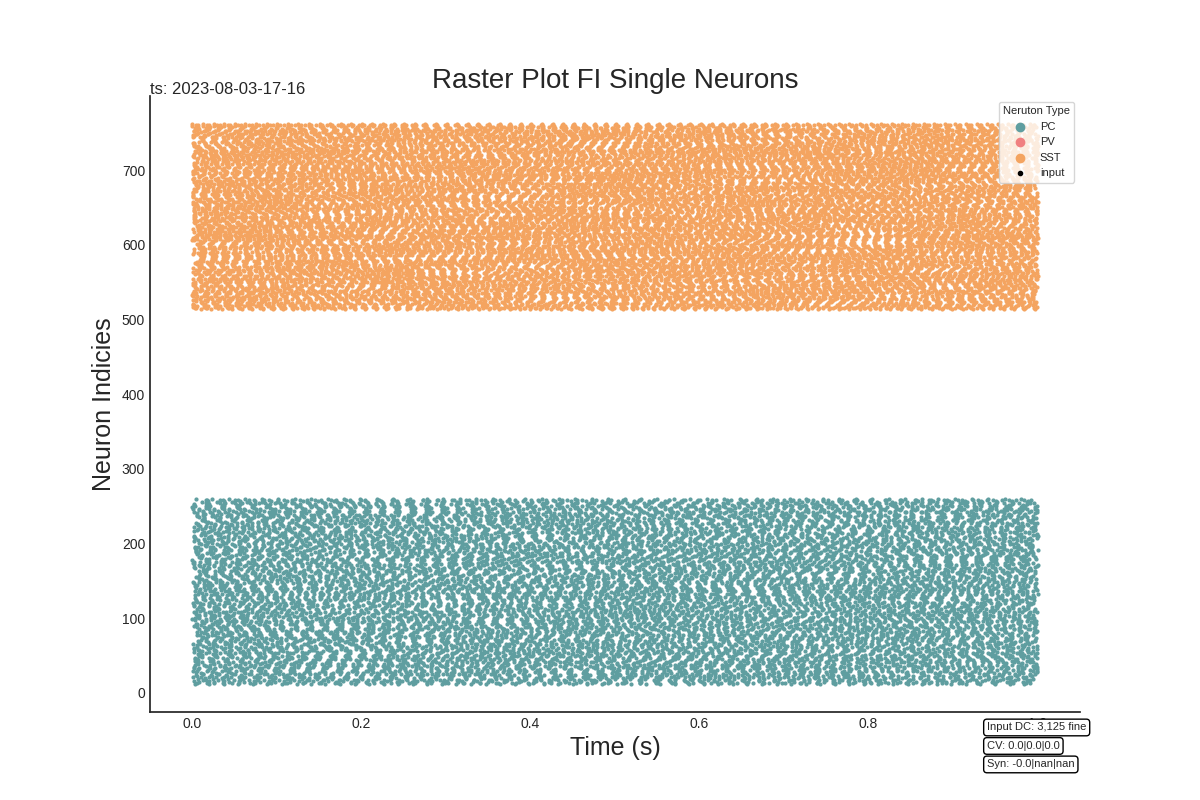 Raster Plot FI Single Neurons
ts: 2023-08-03-17-16
Neruton Type
PC
PV
SST
input
700
600
500
400
300
200
100
0
Neuron Indicies
0.0 0.2 0.4 0.6 0.8
Time (s)
Input DC: 3,125 fine
CV: 0.0|0.0|0.0
Syn: -0.0|nan|nan